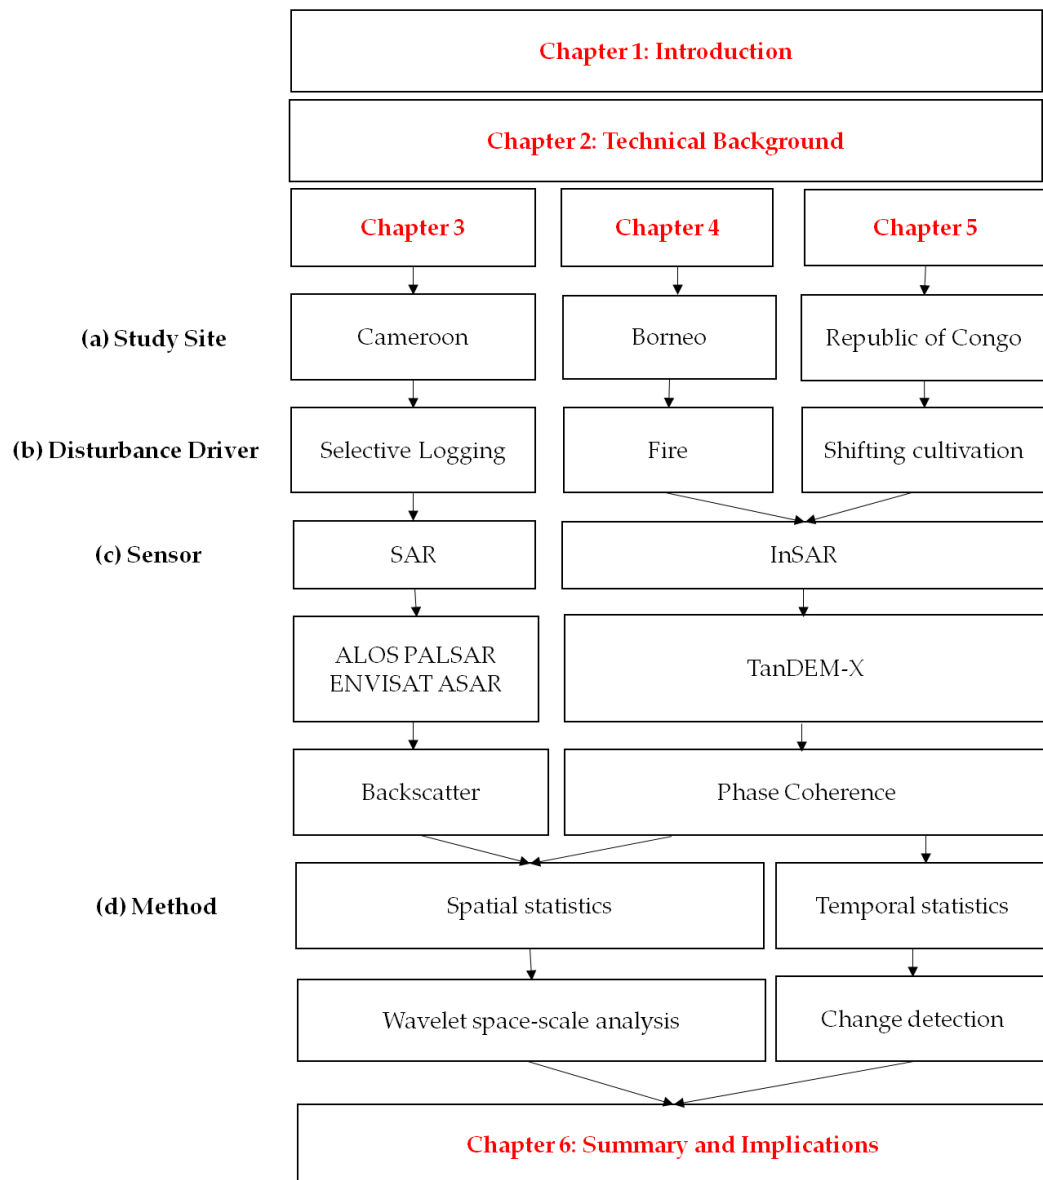 Chapter 1: Introduction
Chapter 2: Technical Background
Chapter 3
Chapter 4
Chapter 5
(a) Study Site
Cameroon
Borneo
Republic of Congo
(b) Disturbance Driver
Selective Logging
Fire
Shifting cultivation
(c) Sensor
SAR
InSAR
ALOS PALSAR
ENVISAT ASAR
TanDEM-X
Backscatter
Phase Coherence
(d) Method
Spatial statistics
Temporal statistics
Wavelet space-scale analysis
Change detection
Chapter 6: Summary and Implications